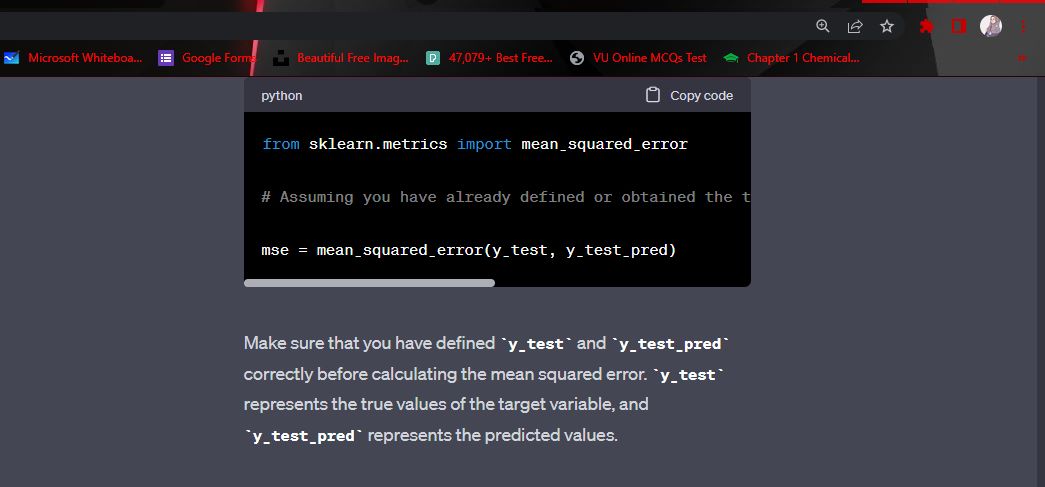 Microsoft Whiteboa... Google Forms Beautiful Free Imag... 47,079+ Best Free... VU Online MCQs Test Chapter 1 Chemical...
python Copy code
from sklearn.metrics import mean_squared_error
# Assuming you have already defined or obtained the t
mse = mean_squared_error(y_test, y_test_pred)
Make sure that you have defined `y_test` and `y_test_pred`
correctly before calculating the mean squared error. `y_test`
represents the true values of the target variable, and
`y_test_pred` represents the predicted values.